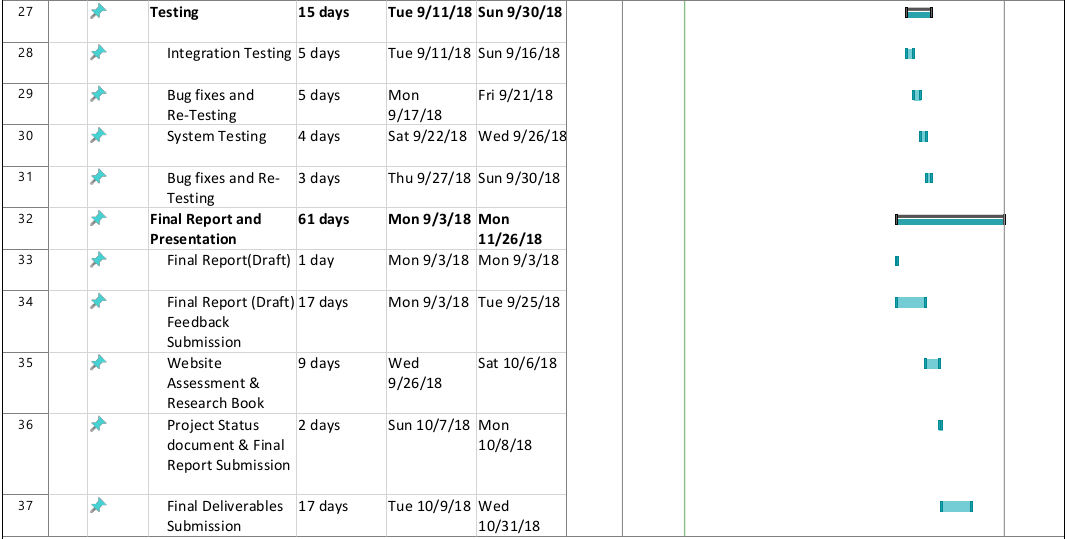 27 Testing 15 days Tue 9/11/18 Sun 9/30/18
28 Integration Testing 5 days Tue 9/11/18 Sun 9/16/18
29 Bug fixes and 5 days Mon Fri 9/21/18
Re-Testing 9/17/18
30 System Testing 4 days Sat 9/22/18 Wed 9/26/18
31 Bug fixes and Re- 3 days Thu 9/27/18 Sun 9/30/18
Testing
32 Final Report and 61 days Mon 9/3/18 Mon
Presentation 11/26/18
33 Final Report(Draft) 1 day Mon 9/3/18 Mon 9/3/18
34 Final Report (Draft) 17 days Mon 9/3/18 Tue 9/25/18
Feedback
Submission
35 Website 9 days Wed Sat 10/6/18
Assessment & 9/26/18
Research Book
36 Project Status 2 days Sun 10/7/18 Mon
document & Final 10/8/18
Report Submission
37 Final Deliverables 17 days Tue 10/9/18 Wed
Submission 10/31/18